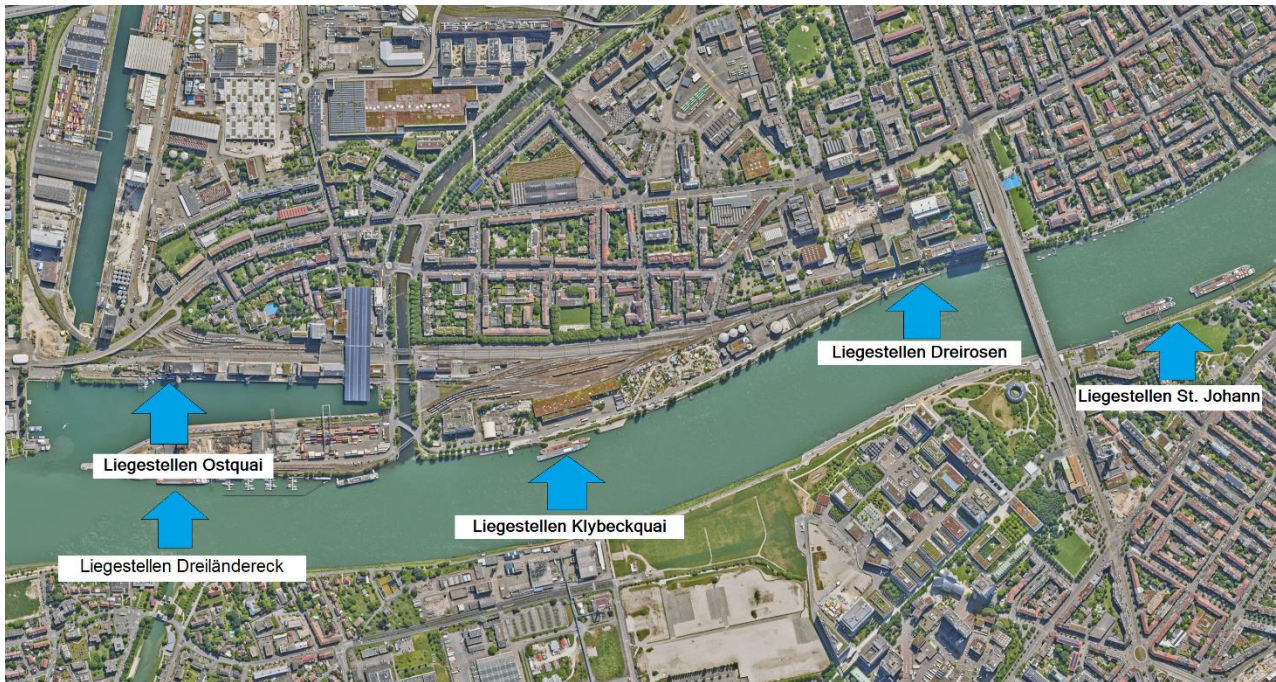 Liegestellen Dreirosen
Liegestellen St. Johann
Liegestellen Ostquai
Liegestellen Klybeckquai
Liegestellen Dreiländereck